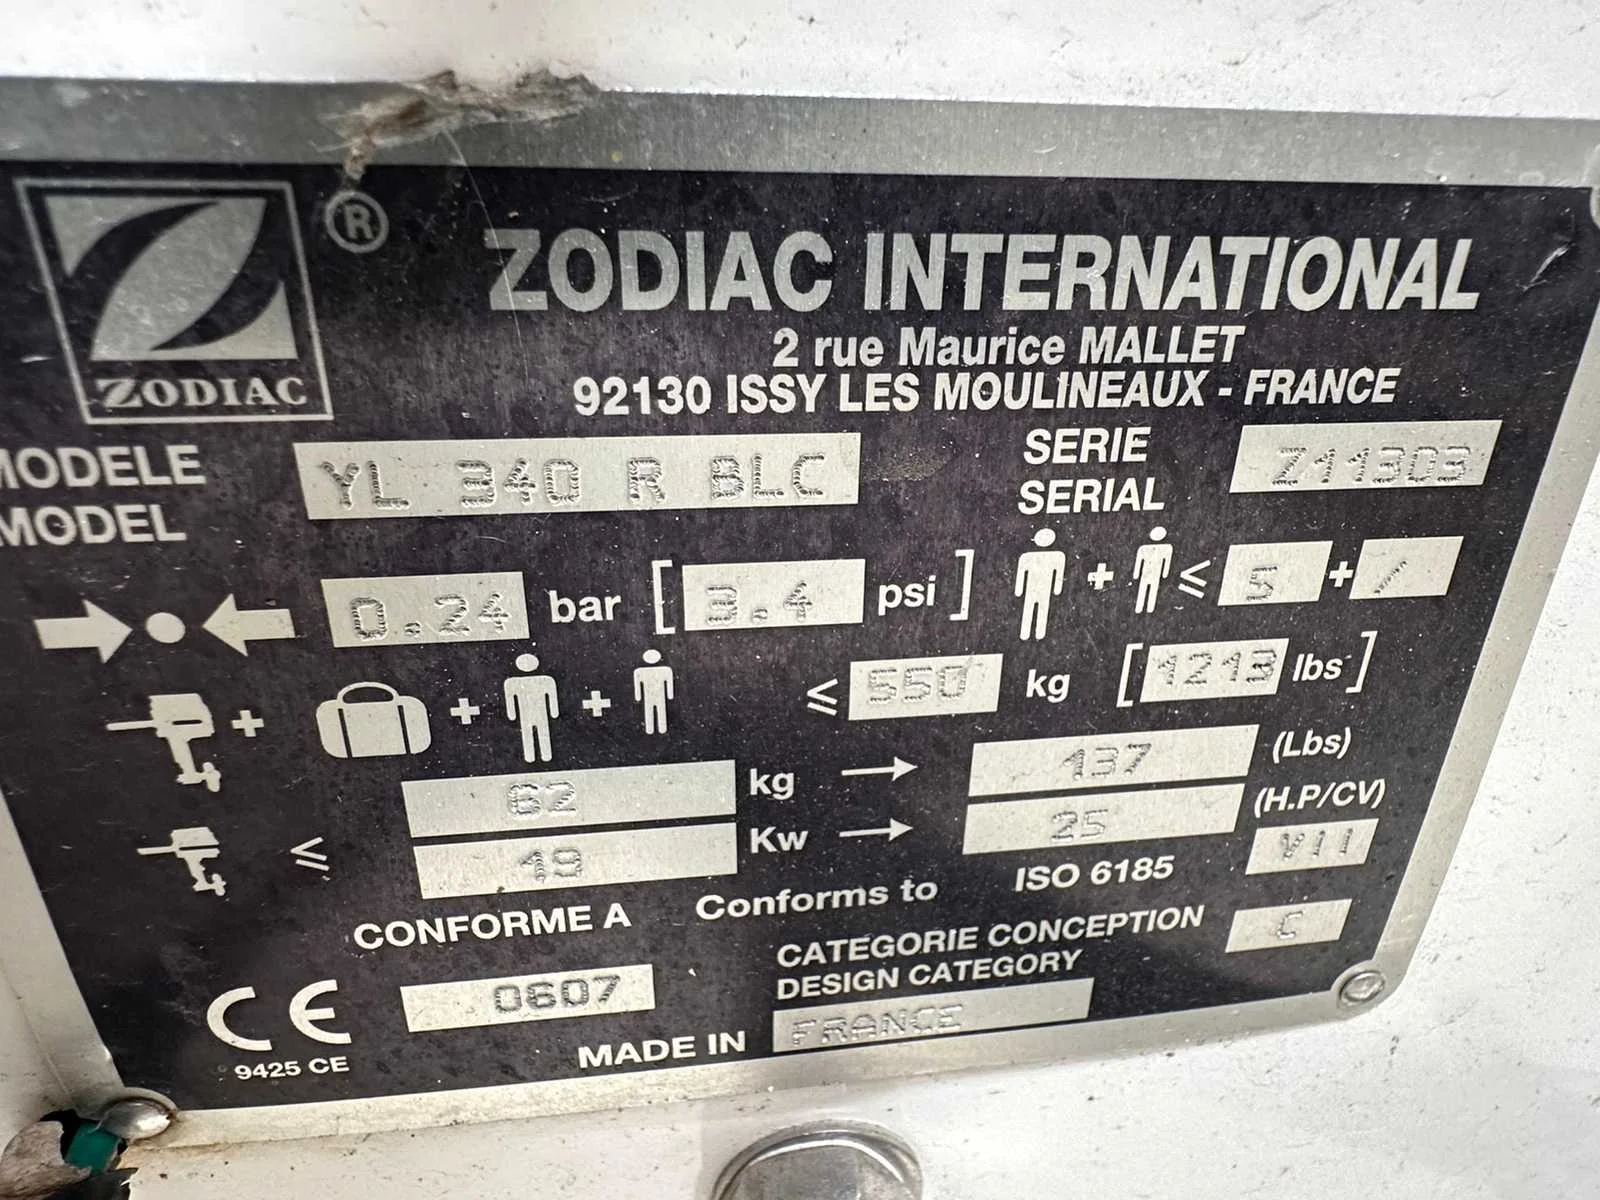 ZODIAC ®
ZODIAC INTERNATIONAL
2 rue Maurice MALLET
92130 ISSY LES MOULINEAUX - FRANCE
MODELE
MODEL
YL 340 R BLC
SERIE
SERIAL
Z11303
0.24 bar [ 3.4 psi ]
+ ≤ 5 + /
+ + + ≤ 550 kg [ 1213 lbs ]
62 kg → 137 (Lbs)
≤ 19 Kw → 25 (H.P/CV)
CONFORME A Conforms to ISO 6185 VII
CATEGORIE CONCEPTION
DESIGN CATEGORY
C
CE 0607
9425 CE
MADE IN FRANCE